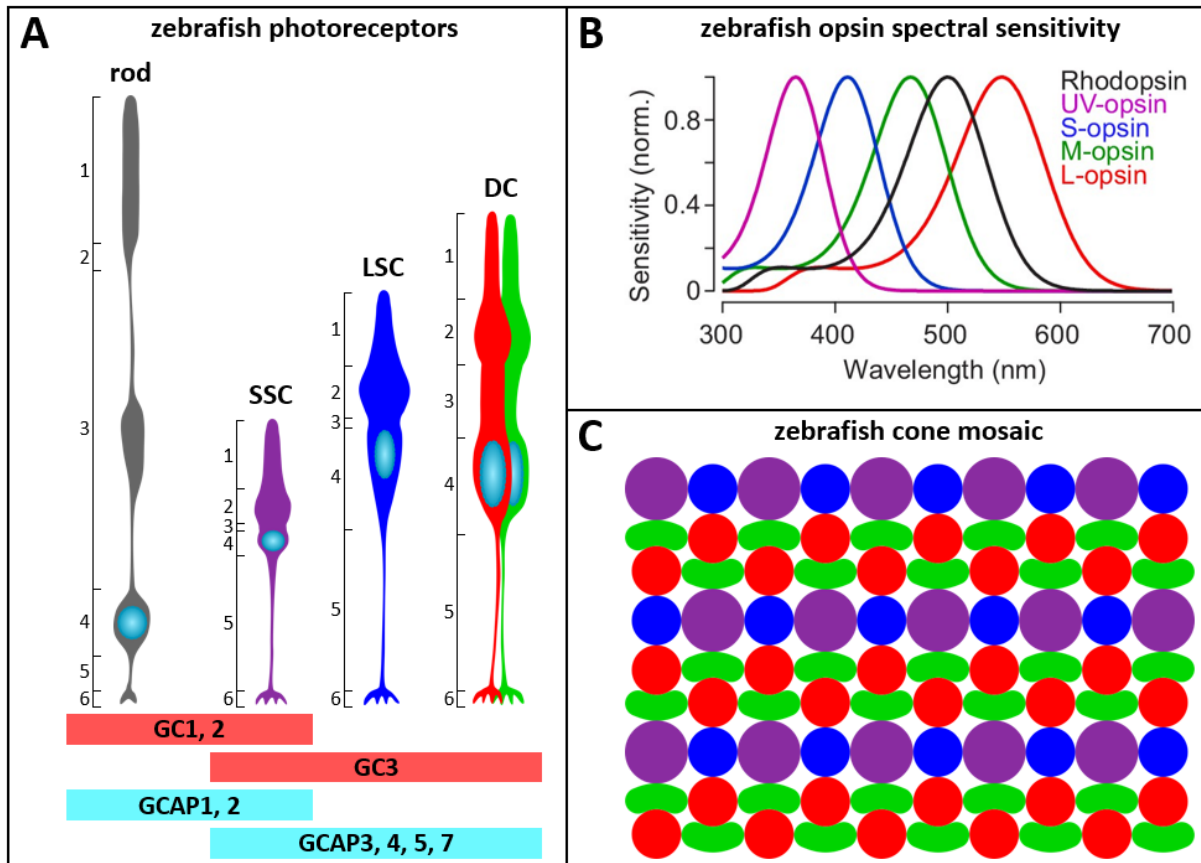 A
zebrafish photoreceptors
rod
1
2
3
4
5
6
SSC
1
2
3
4
5
6
LSC
1
2
3
4
5
6
DC
1
2
3
4
5
6
GC1, 2
GC3
GCAP1, 2
GCAP3, 4, 5, 7
B
zebrafish opsin spectral sensitivity
Rhodopsin
UV-opsin
S-opsin
M-opsin
L-opsin
Sensitivity (norm.)
0.8
0.4
0
300 400 500 600 700
Wavelength (nm)
C
zebrafish cone mosaic